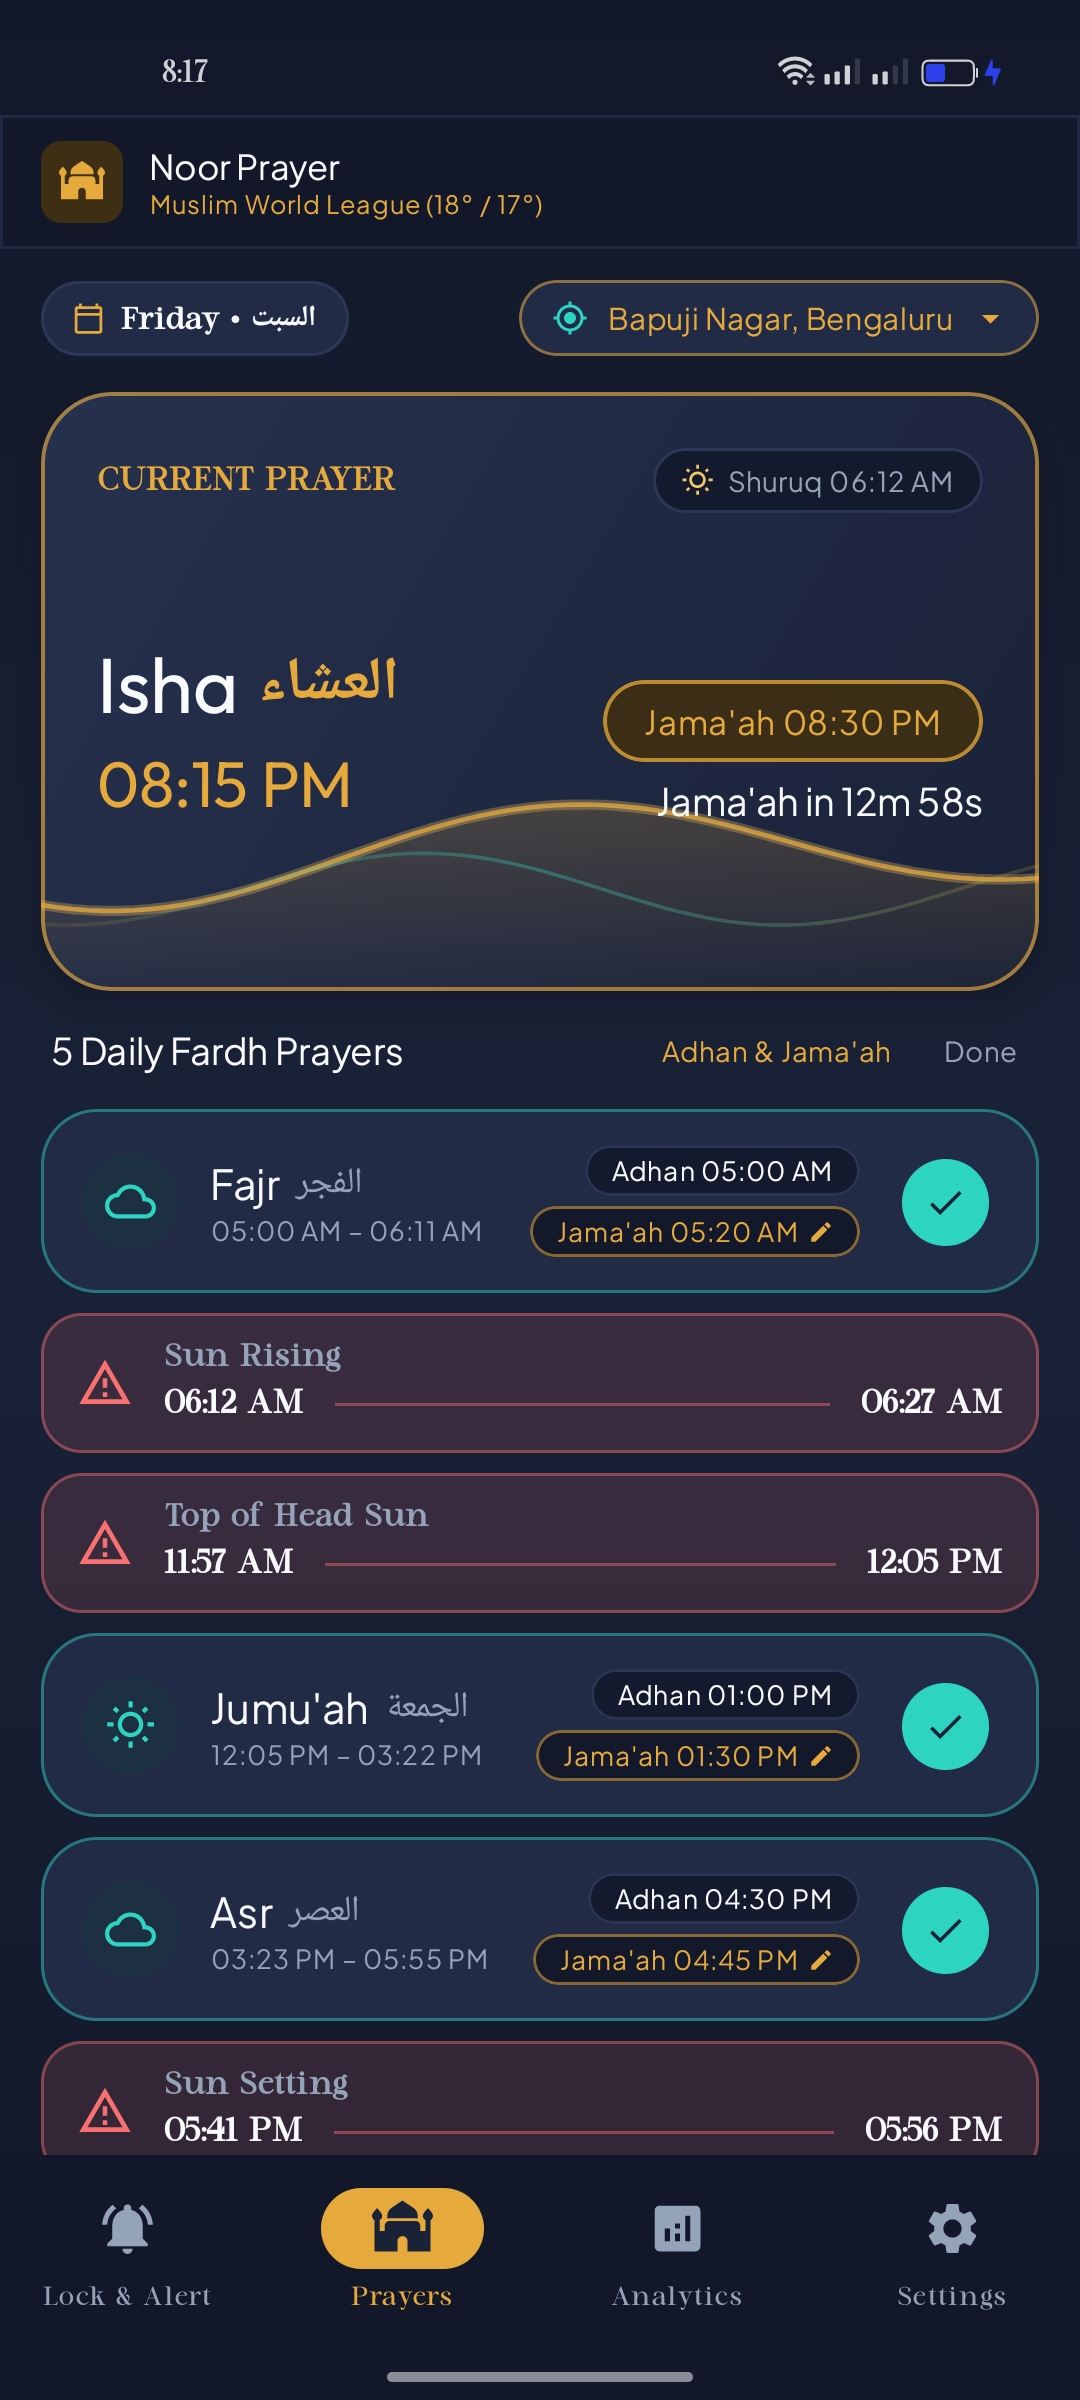 8:17
Noor Prayer
Muslim World League (18° / 17°)
Friday • السبت
Bapuji Nagar, Bengaluru
CURRENT PRAYER
Shuruq 06:12 AM
Isha العشاء
08:15 PM
Jama'ah 08:30 PM
Jama'ah in 12m 58s
5 Daily Fardh Prayers
Adhan & Jama'ah
Done
Fajr الفجر
05:00 AM – 06:11 AM
Adhan 05:00 AM
Jama'ah 05:20 AM
Sun Rising
06:12 AM
06:27 AM
Top of Head Sun
11:57 AM
12:05 PM
Jumu'ah الجمعة
12:05 PM – 03:22 PM
Adhan 01:00 PM
Jama'ah 01:30 PM
Asr العصر
03:23 PM – 05:55 PM
Adhan 04:30 PM
Jama'ah 04:45 PM
Sun Setting
05:41 PM
05:56 PM
Lock & Alert
Prayers
Analytics
Settings